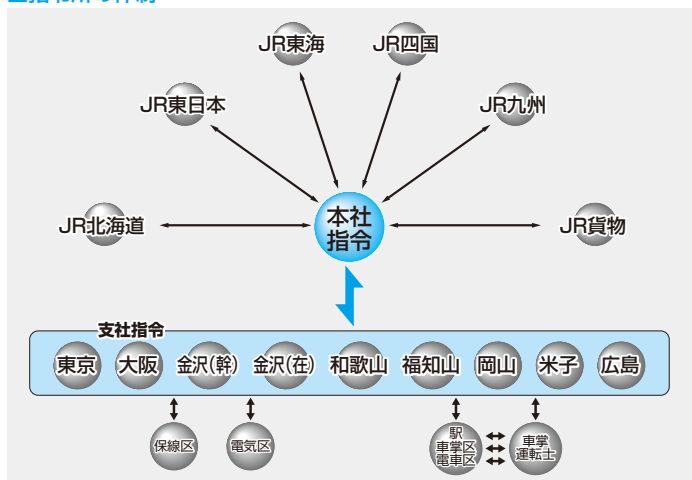 JR東海
JR四国
JR東日本
JR九州
JR北海道
本社
指令
JR貨物
支社指令
東京
大阪
金沢(幹)
金沢(在)
和歌山
福知山
岡山
米子
広島
保線区
電気区
駅
車掌区
電車区
車掌
運転士